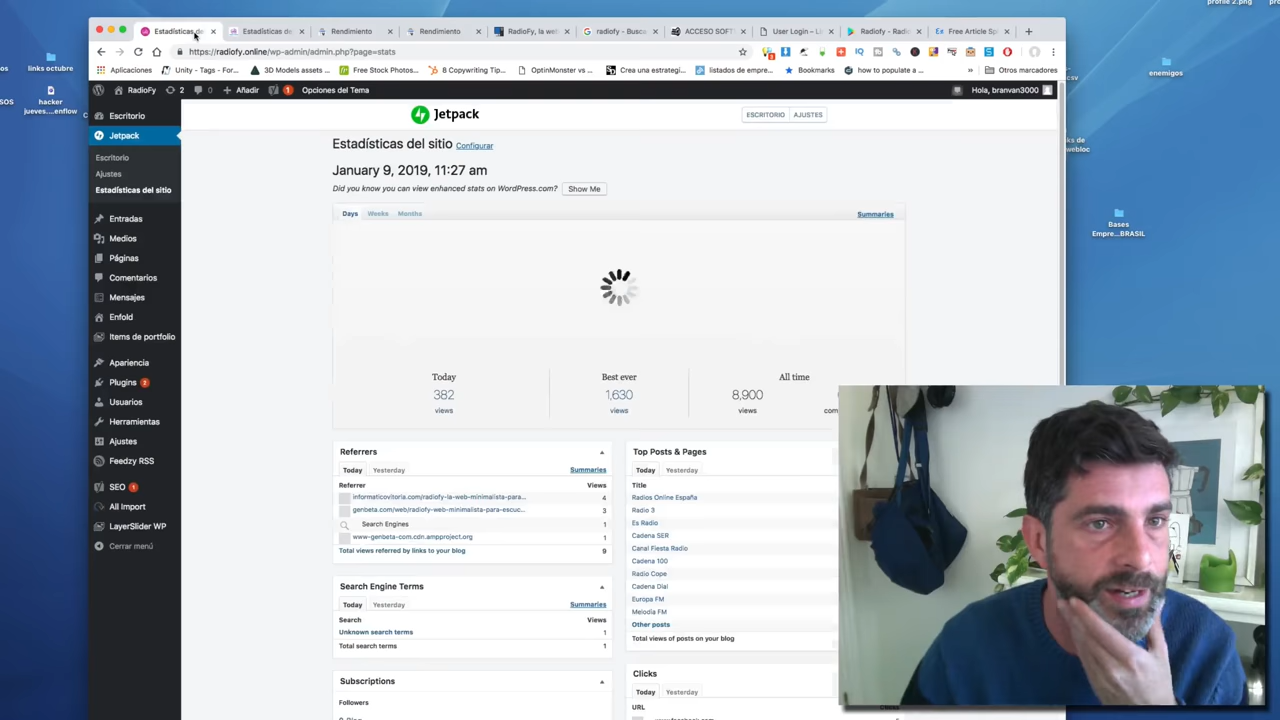 profile 2.png
Estadísticas de
Estadísticas de
Rendimiento
Rendimiento
RadioFy, la web
radiofy - Busc
ACCESO SOFT
User Login – L
Radiofy - Radi
Free Article Sp
links octubre
https://radiofy.online/wp-admin/admin.php?page=stats
Aplicaciones
Unity - Tags - For...
3D Models assets ...
Free Stock Photos...
8 Copywriting Tip...
OptinMonster vs ...
Crea una estrategi...
listados de empre...
Bookmarks
how to populate a ...
»
Otros marcadores
enemigos
hacker
jueves...enflow
RadioFy
2
0
Añadir
1
Opciones del Tema
Hola, branvan3000
Escritorio
Jetpack
Escritorio
Ajustes
Estadísticas del sitio
Entradas
Medios
Páginas
Comentarios
Mensajes
Enfold
Items de portfolio
Apariencia
Plugins 2
Usuarios
Herramientas
Ajustes
Feedzy RSS
SEO 1
All Import
LayerSlider WP
Cerrar menú
Jetpack
ESCRITORIO
AJUSTES
Estadísticas del sitio Configurar
January 9, 2019, 11:27 am
Did you know you can view enhanced stats on WordPress.com? Show Me
Days Weeks Months
Summaries
Today
382
views
Best ever
1,630
views
All time
8,900
views
com
Referrers
Today Yesterday
Summaries
Referrer
Views
informaticovitoria.com/radiofy-la-web-minimalista-para... 4
genbeta.com/web/radiofy-web-minimalista-para-escuc... 3
Search Engines 1
www-genbeta-com.cdn.ampproject.org 1
Total views referred by links to your blog 9
Search Engine Terms
Today Yesterday
Summaries
Search
Views
Unknown search terms 1
Total search terms 1
Subscriptions
Followers
Top Posts & Pages
Today Yesterday
Title
Radios Online España
Radio 3
Es Radio
Cadena SER
Canal Fiesta Radio
Cadena 100
Radio Cope
Cadena Dial
Europa FM
Melodia FM
Other posts
Total views of posts on your blog
Clicks
Today Yesterday
URL
Bases
Empre...BRASIL